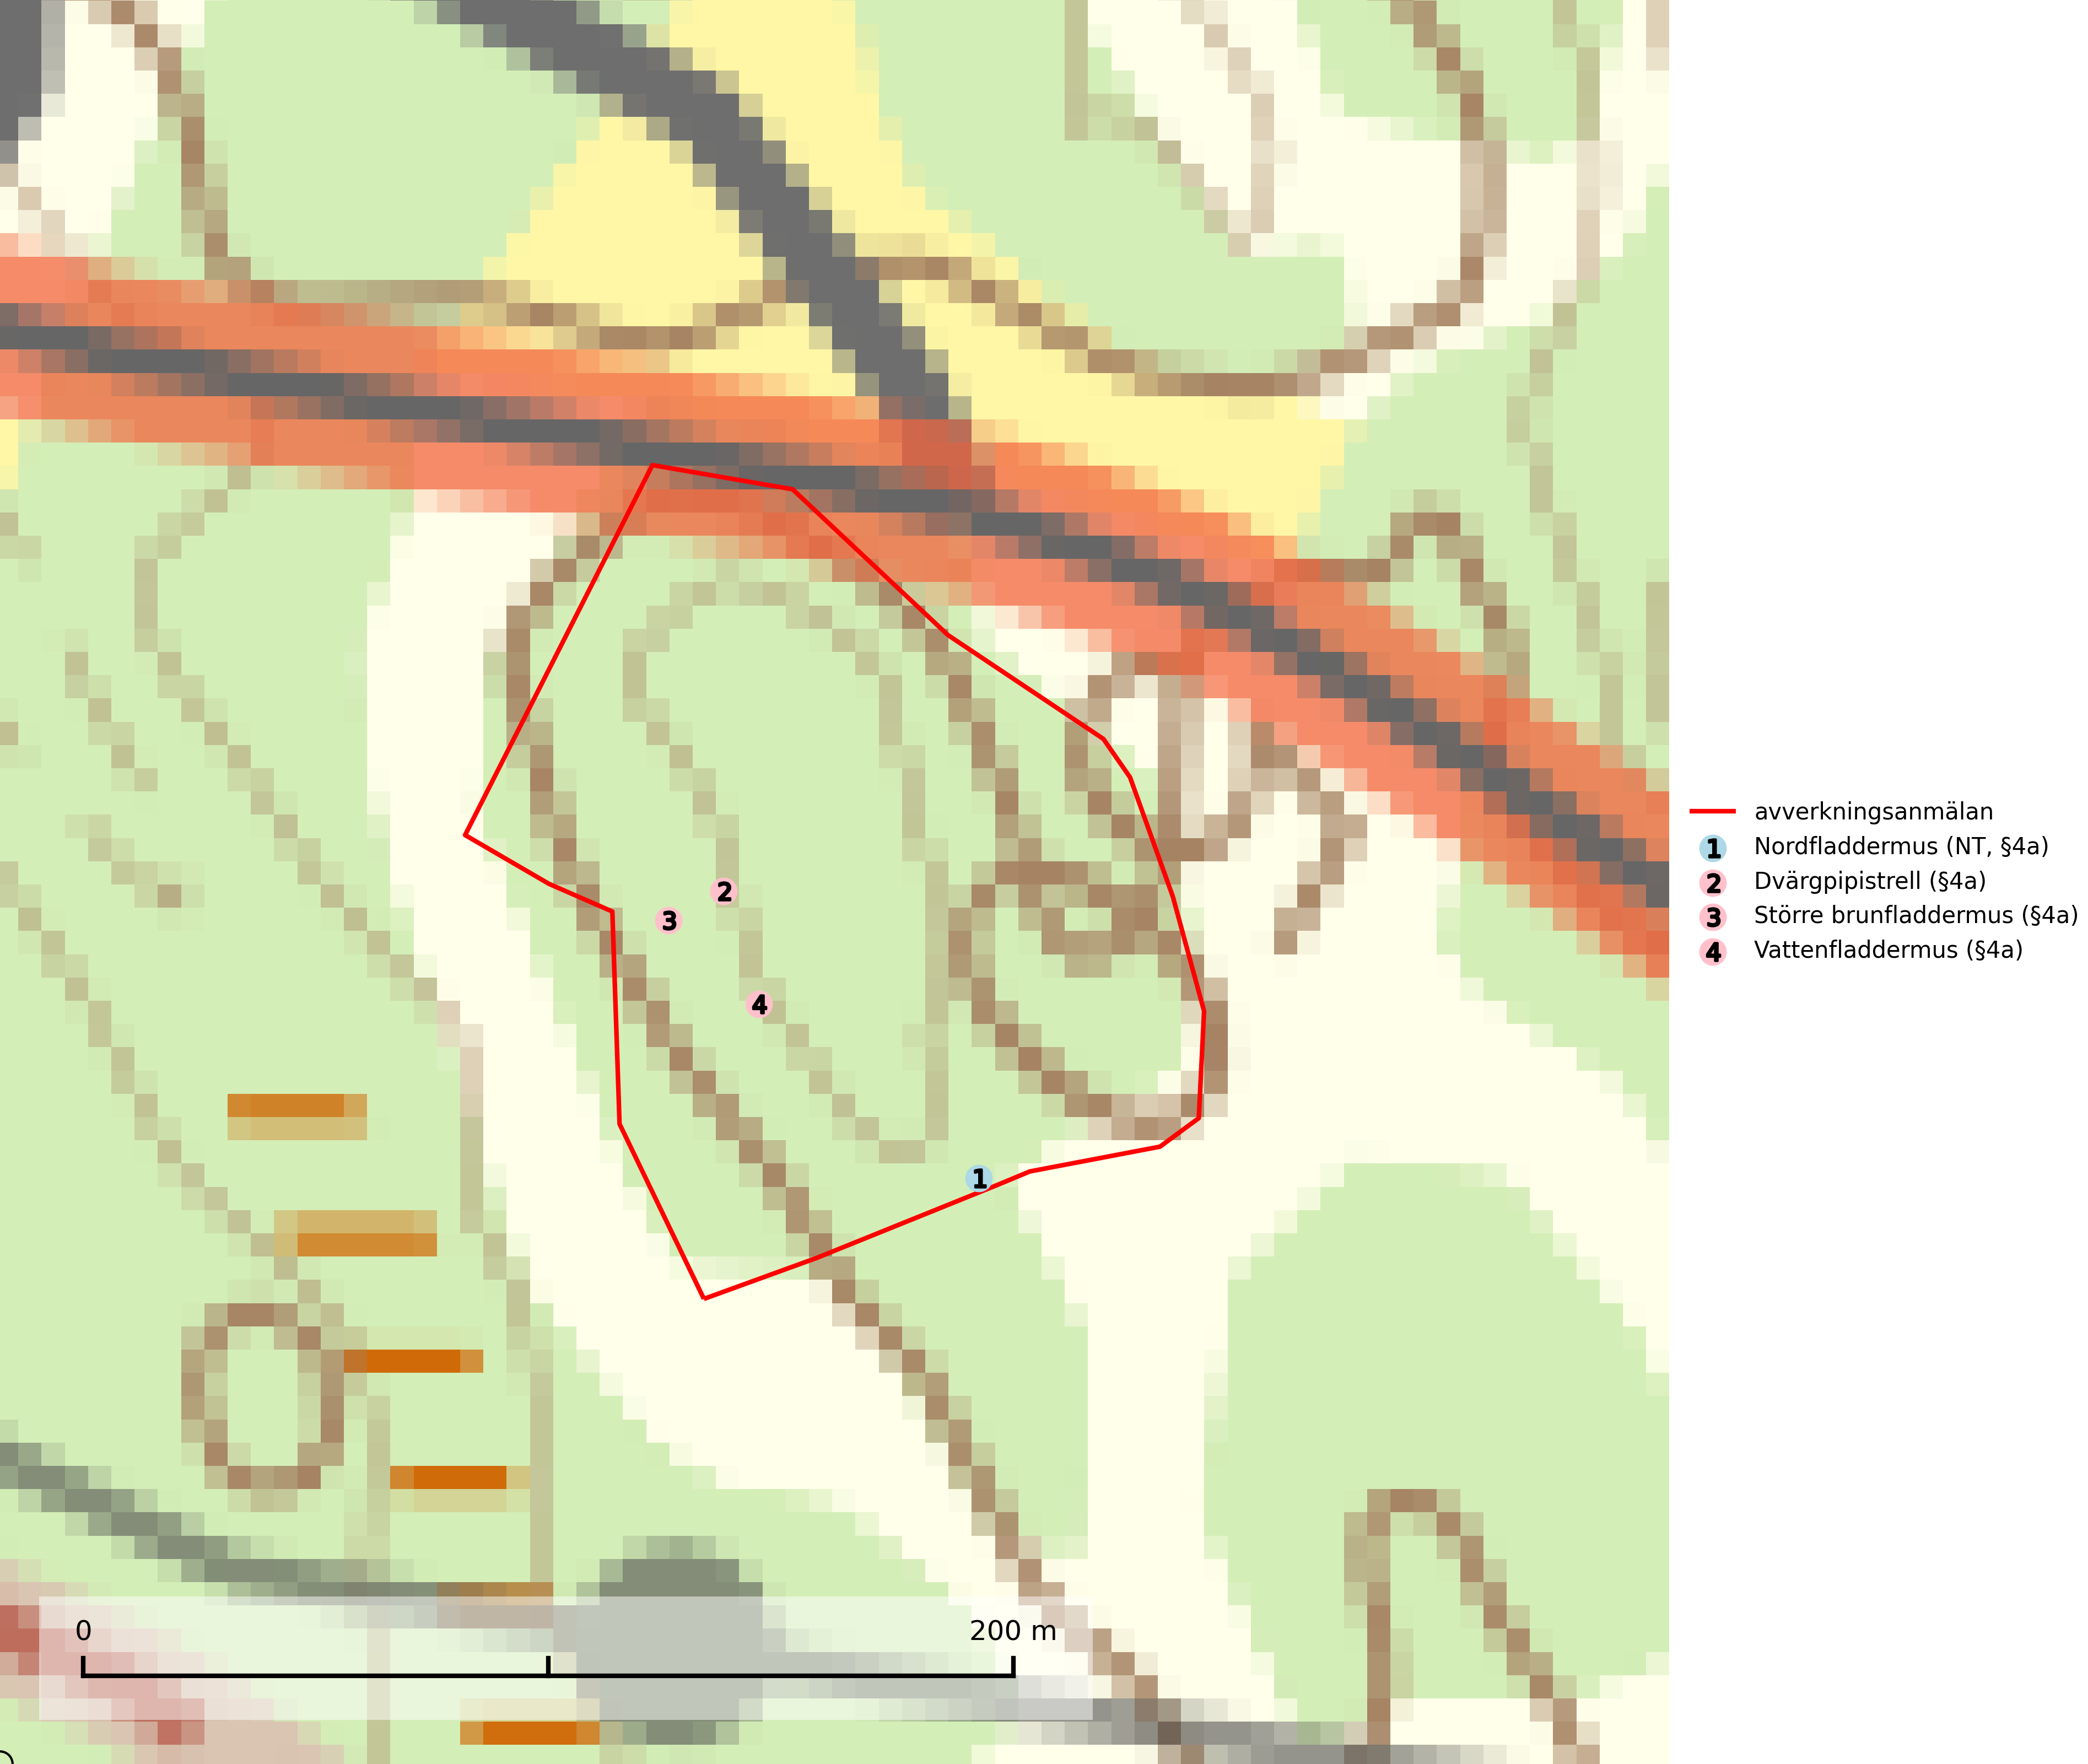 avverkningsanmälan
1 Nordfladdermus (NT, §4a)
2 Dvärgpipistrell (§4a)
3 Större brunfladdermus (§4a)
4 Vattenfladdermus (§4a)
2
3
4
1
0 200 m